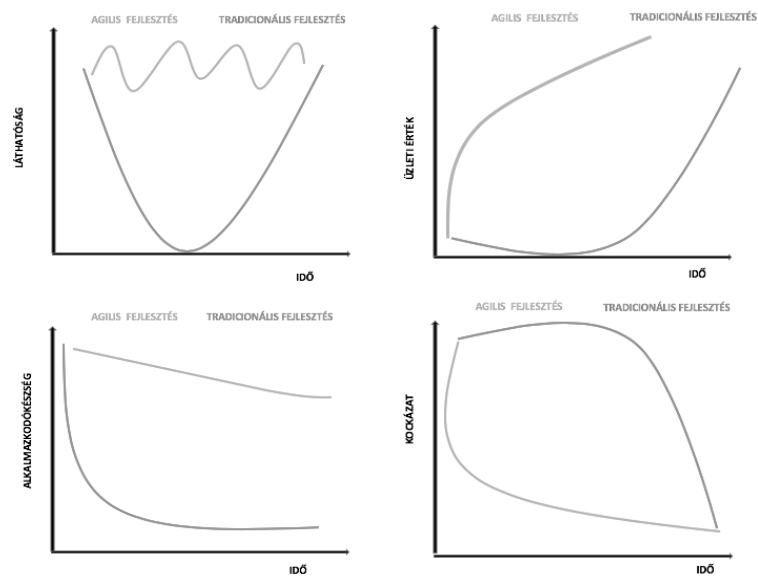 AGILIS FEJLESZTÉS TRADICIONÁLIS FEJLESZTÉS
LÁTHATÓSÁG
IDŐ
AGILIS FEJLESZTÉS TRADICIONÁLIS FEJLESZTÉS
ÜZLETI ÉRTÉK
IDŐ
AGILIS FEJLESZTÉS TRADICIONÁLIS FEJLESZTÉS
ALKALMAZKODÓKÉSZSÉG
IDŐ
AGILIS FEJLESZTÉS TRADICIONÁLIS FEJLESZTÉS
KOCKÁZAT
IDŐ